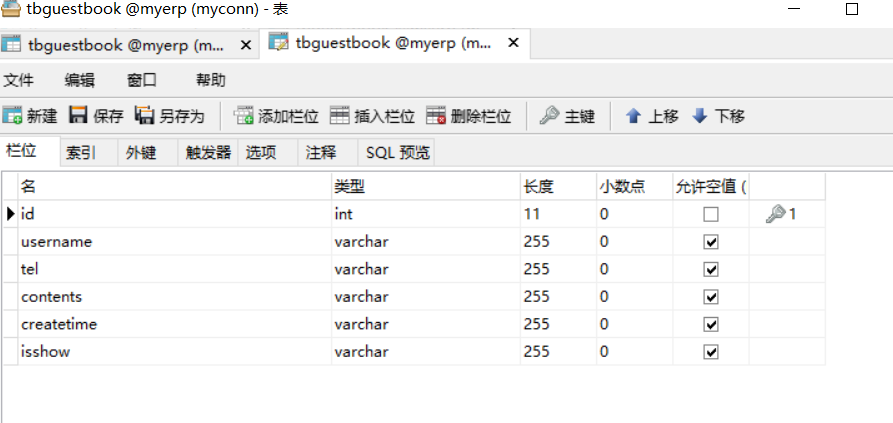 tbguestbook @myerp (myconn) - 表
tbguestbook @myerp (m... × tbguestbook @myerp (m... ×
文件 编辑 窗口 帮助
新建 保存 另存为 添加栏位 插入栏位 删除栏位 主键 上移 下移
栏位 索引 外键 触发器 选项 注释 SQL 预览
名 类型 长度 小数点 允许空值 (
id int 11 0 1
username varchar 255 0
tel varchar 255 0
contents varchar 255 0
createtime varchar 255 0
isshow varchar 255 0